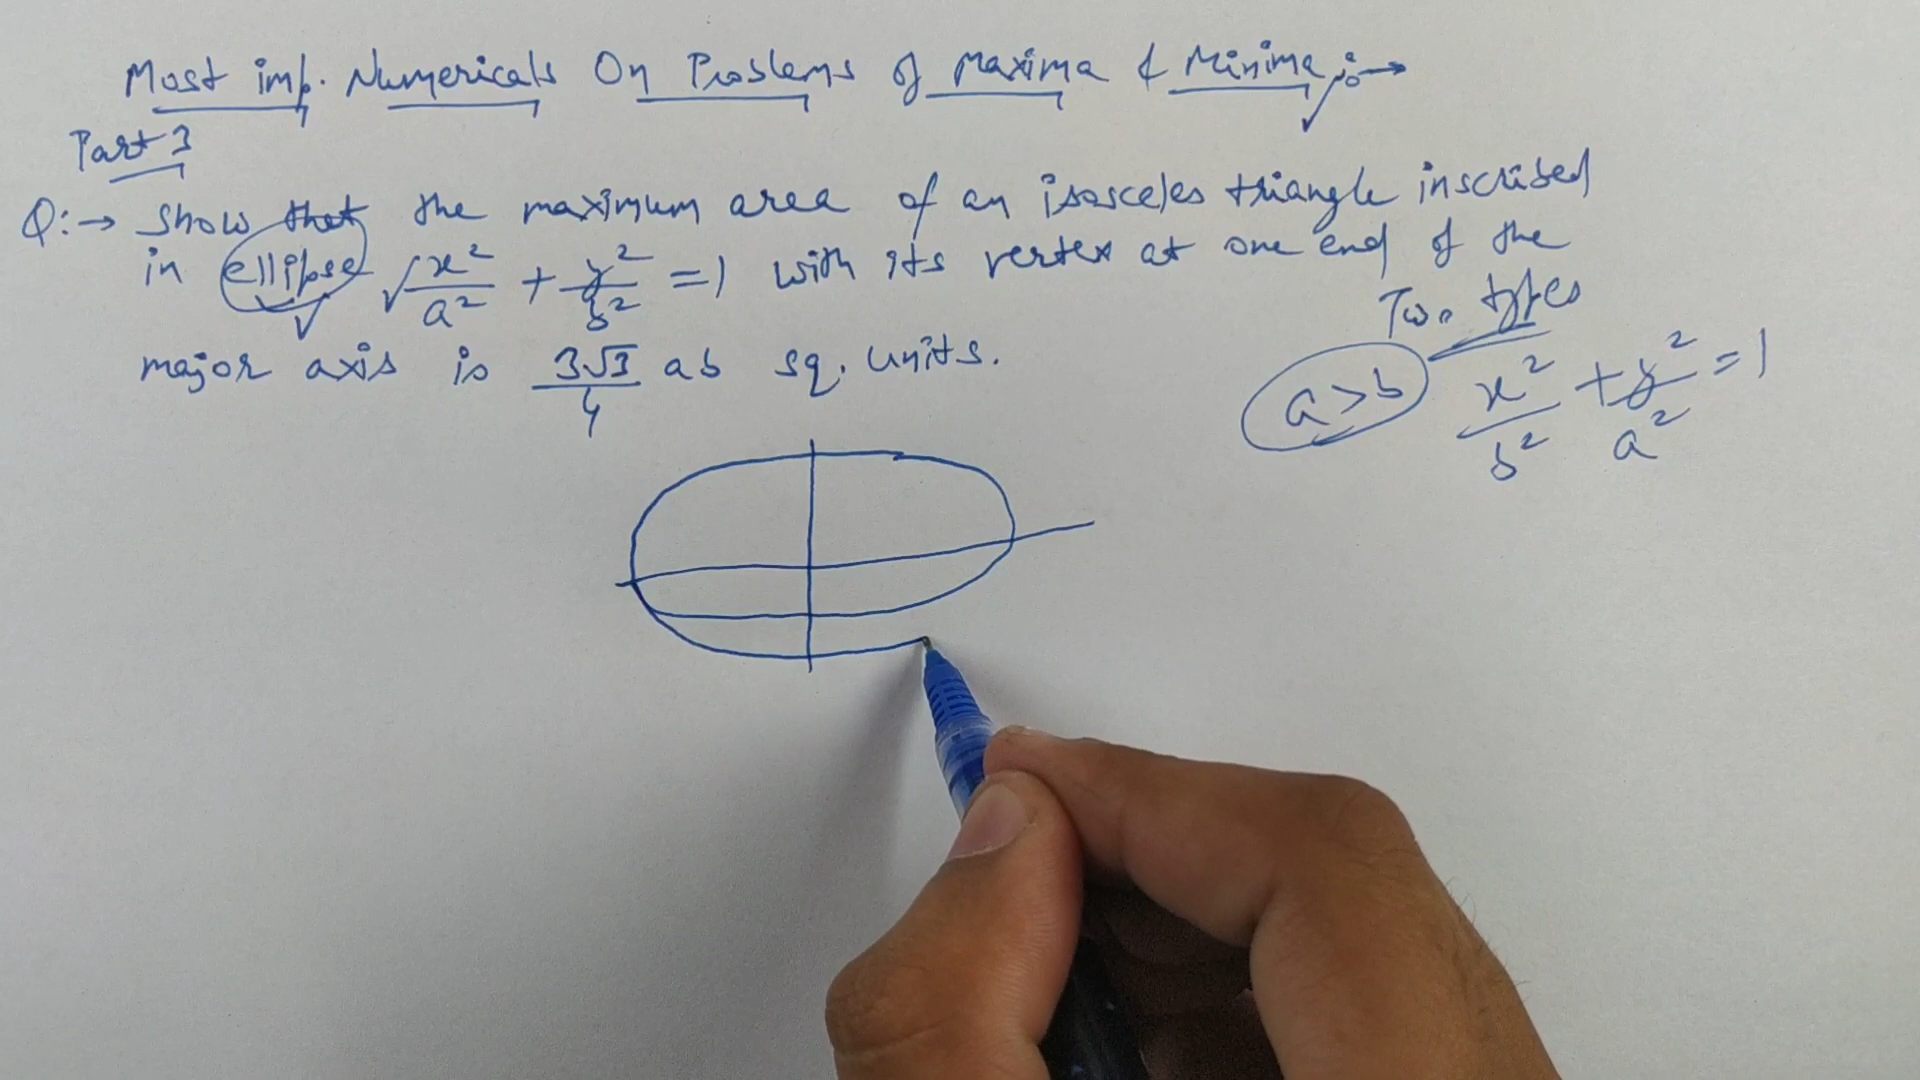 Most imp. Numericals On Problems of Maxima & Minima :→
Part 3
Q:→ Show that the maximum area of an isosceles triangle inscribed
in ellipse √ x²/a² + y²/b² = 1 with its vertex at one end of the
major axis is 3√3/4 ab sq. units.
Two types
a>b x²/b² + y²/a² = 1